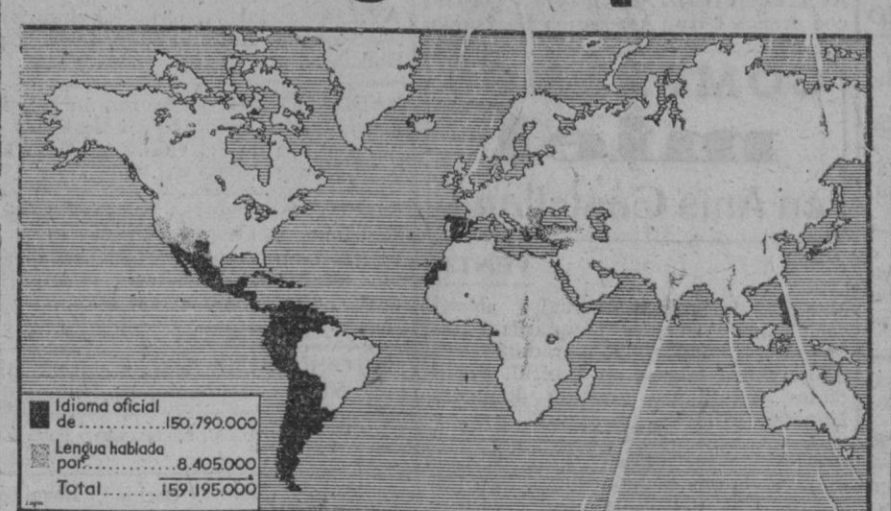 Idioma oficial
de..............150.790.000
Lengua hablada
por:............8.405.000
Total.......159.195.000